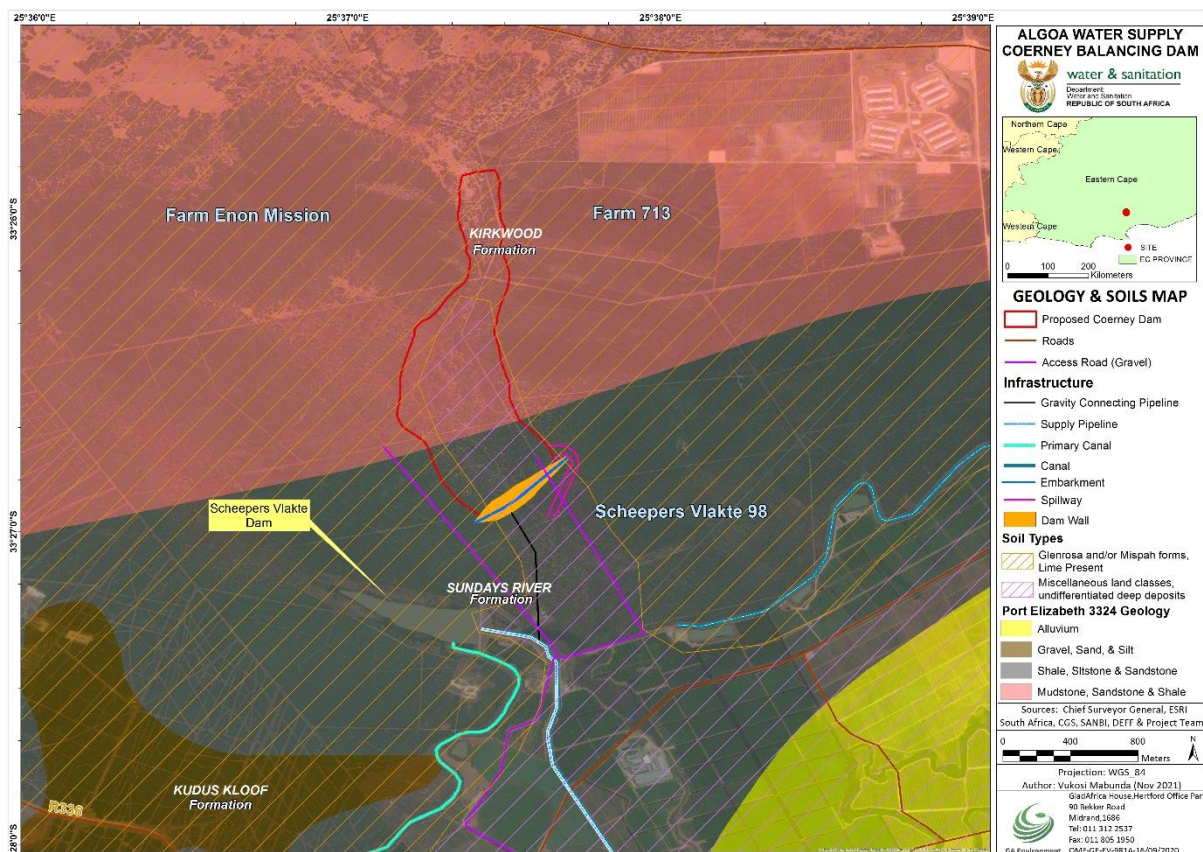 25°36'0"E
25°37'0"E
25°38'0"E
25°39'0"E
33°26'0"S
33°27'0"S
28'0"S
Farm Enon Mission
Farm 713
KIRKWOOD
Formation
Scheepers Vlakte
Dam
Scheepers Vlakte 98
SUNDAYS RIVER
Formation
KUDUS KLOOF
Formation
R336
ALGOA WATER SUPPLY
COERNEY BALANCING DAM
water & sanitation
Department:
Water and Sanitation
REPUBLIC OF SOUTH AFRICA
Northern Cape
Western Cape
Eastern Cape
Western Cape
SITE
EC PROVINCE
0 100 200
Kilometers
GEOLOGY & SOILS MAP
Proposed Coerney Dam
Roads
Access Road (Gravel)
Infrastructure
Gravity Connecting Pipeline
Supply Pipeline
Primary Canal
Canal
Embarkment
Spillway
Dam Wall
Soil Types
Glenrosa and/or Mispah forms,
Lime Present
Miscellaneous land classes,
undifferentiated deep deposits
Port Elizabeth 3324 Geology
Alluvium
Gravel, Sand, & Silt
Shale, Sltstone & Sandstone
Mudstone, Sandstone & Shale
Sources: Chief Surveyor General, ESRI
South Africa, CGS, SANBI, DEFF & Project Team
0 400 800
Meters
N
Projection: WGS_84
Author: Vukosi Mabunda (Nov 2021)
GladAfrica House,Hertford Office Par
90 Bekker Road
Midrand,1686
Tel: 011 312 2537
Fax: 011 805 1950
GA Environment